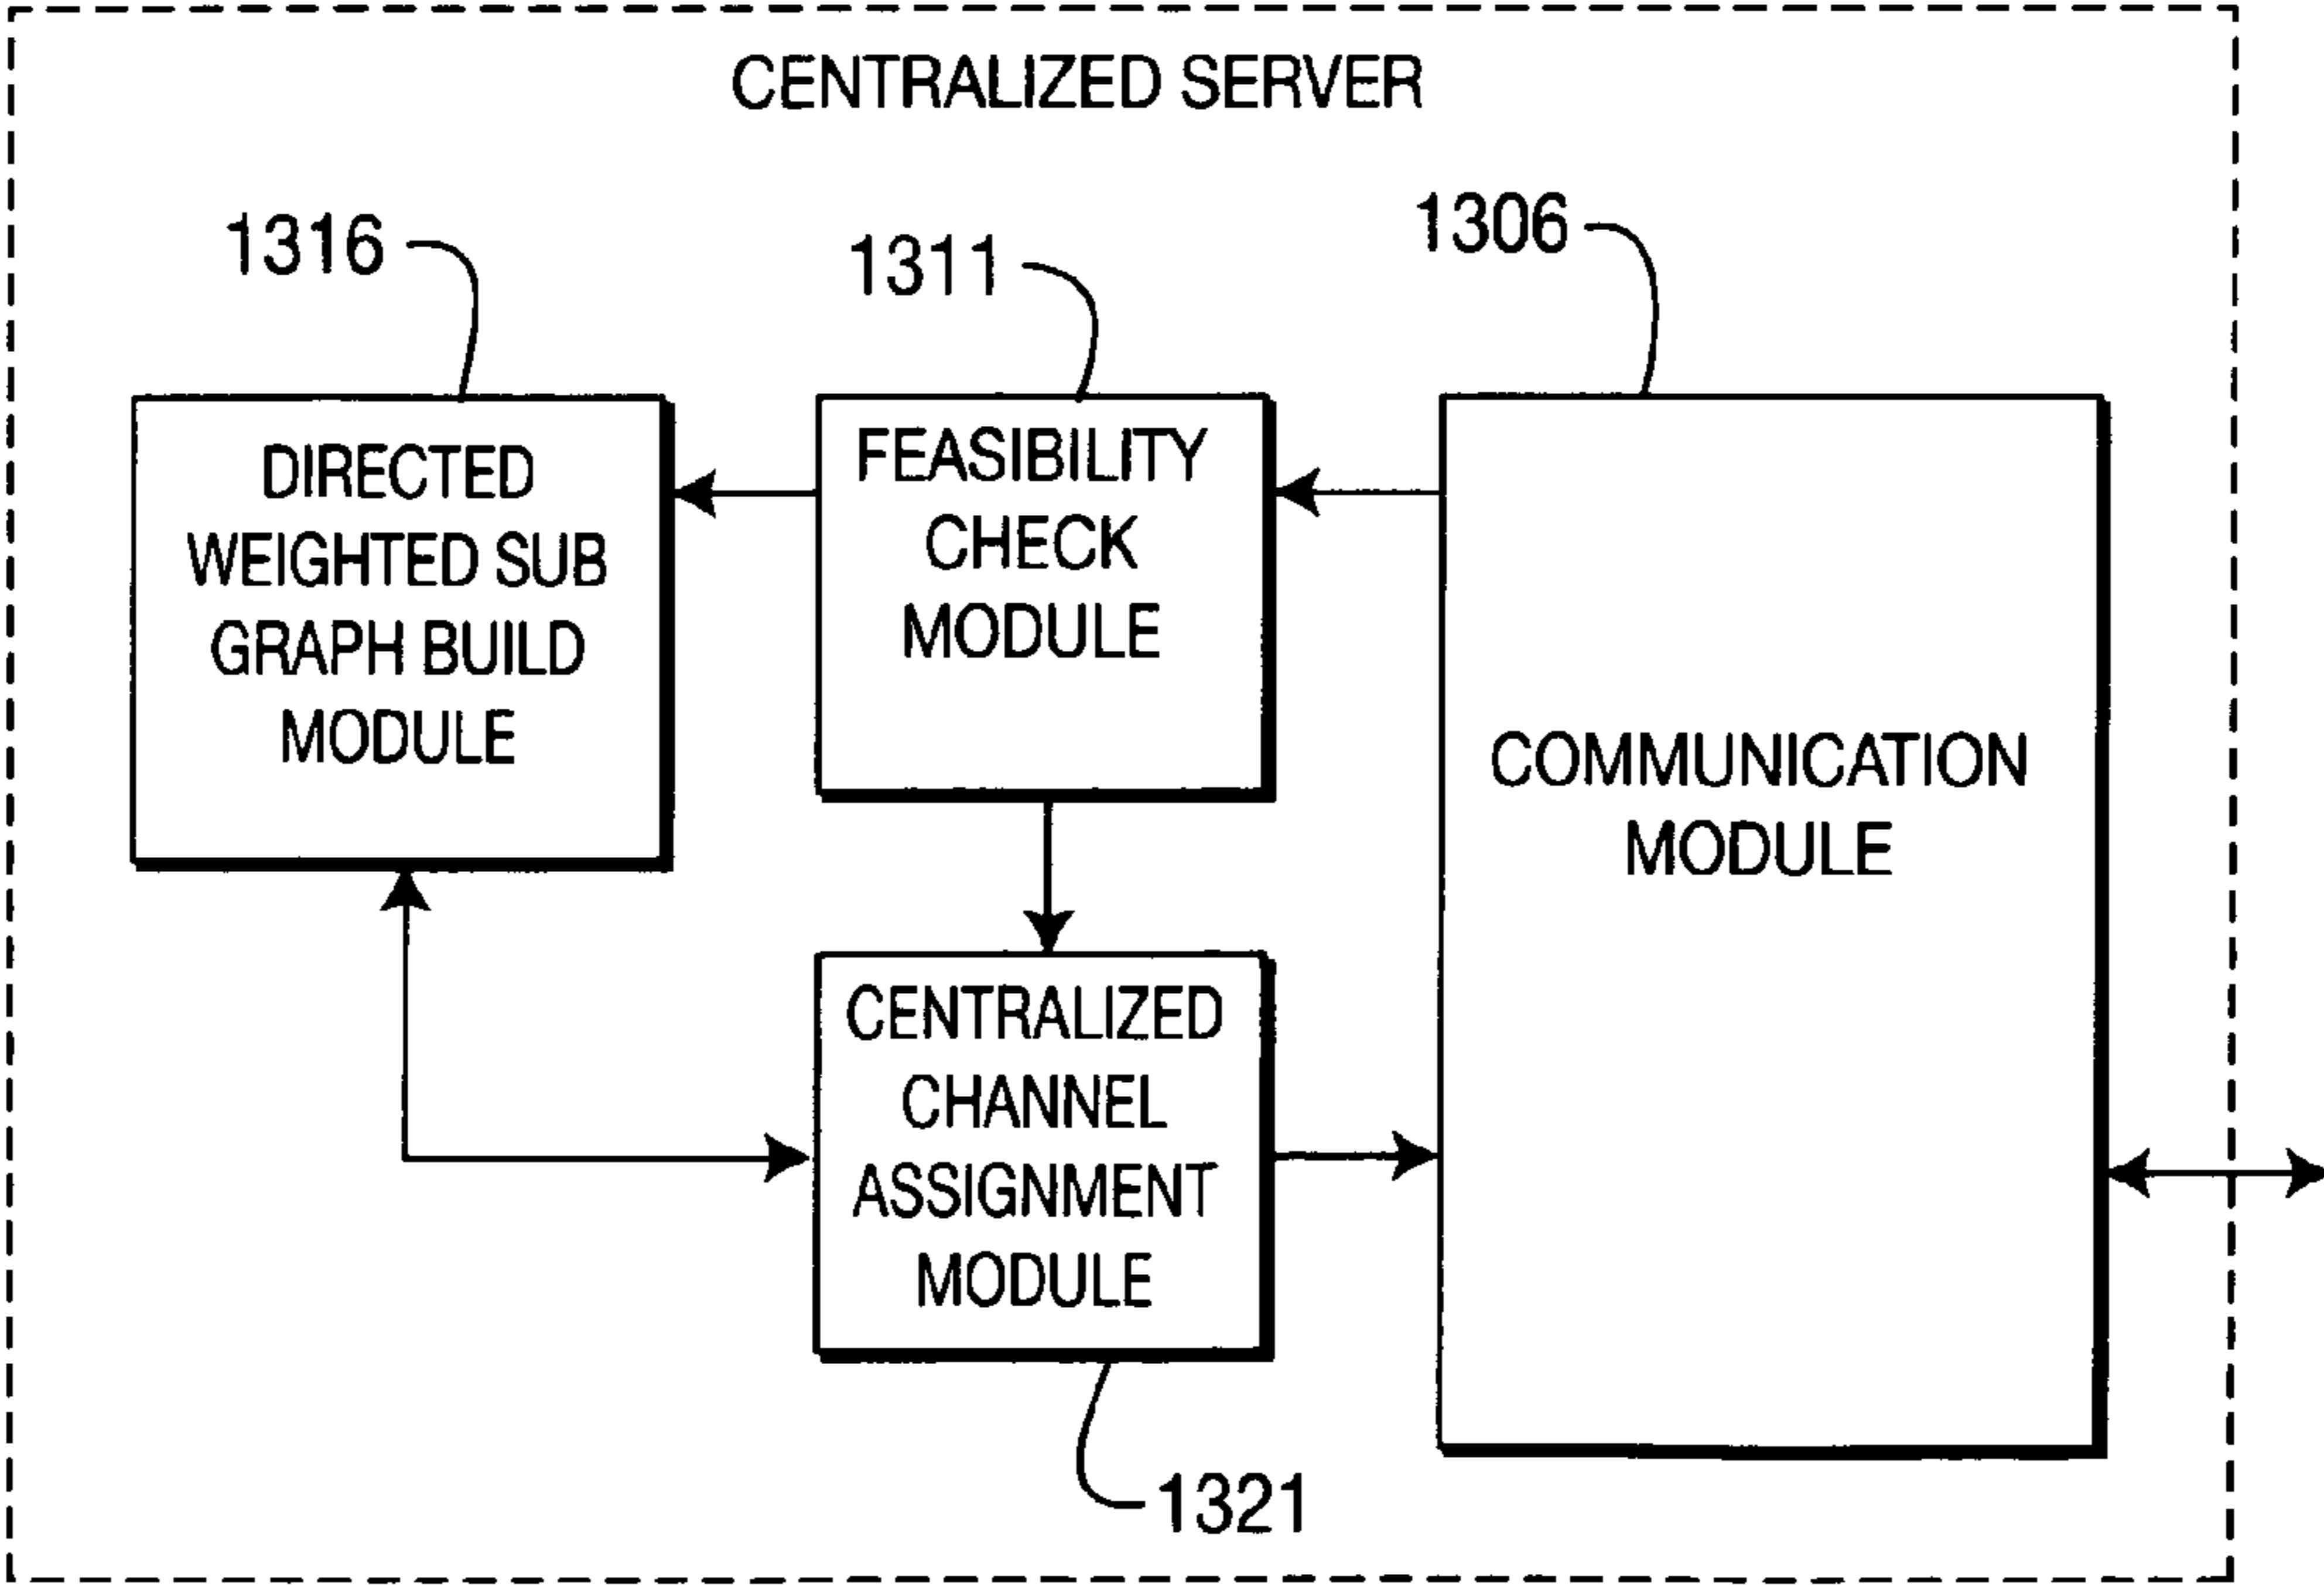 CENTRALIZED SERVER
1316
1311
1306
DIRECTED
WEIGHTED SUB
GRAPH BUILD
MODULE
FEASIBILITY
CHECK
MODULE
COMMUNICATION
MODULE
CENTRALIZED
CHANNEL
ASSIGNMENT
MODULE
1321